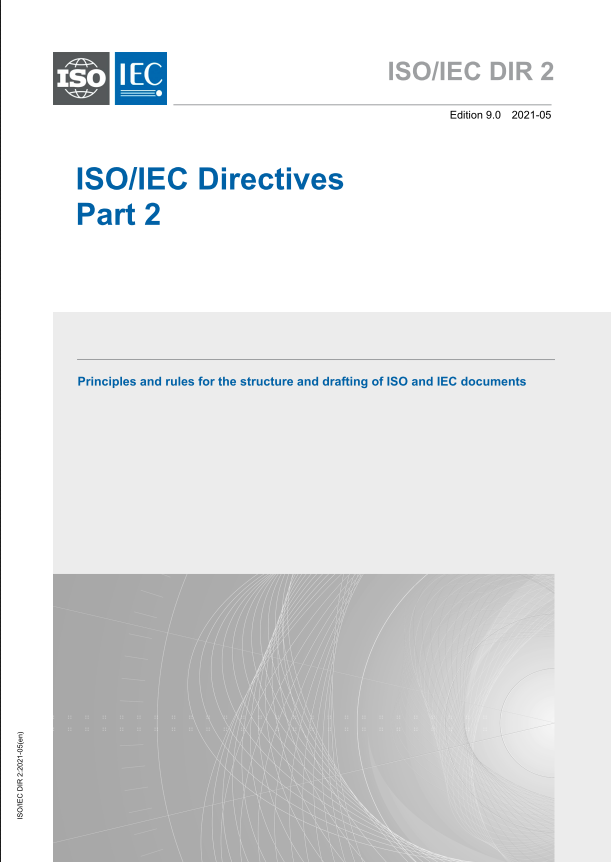 ISO IEC
ISO/IEC DIR 2
Edition 9.0 2021-05
ISO/IEC Directives
Part 2
Principles and rules for the structure and drafting of ISO and IEC documents
ISO/IEC DIR 2:2021-05(en)